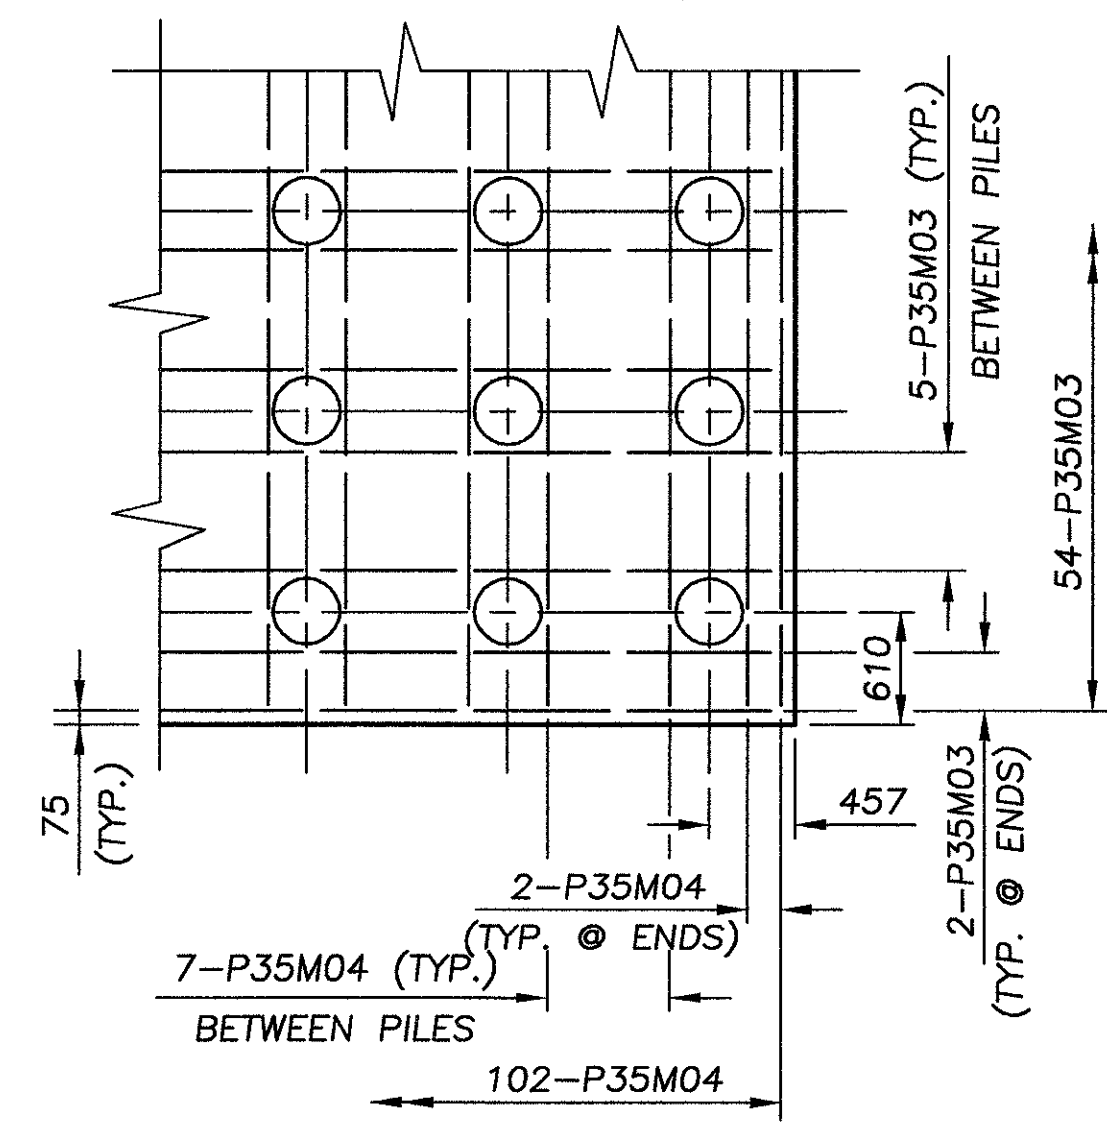 5-P35M03 (TYP.)
BETWEEN PILES
54-P35M03
610
2-P35M03
(TYP. @ ENDS)
75
(TYP.)
457
2-P35M04
(TYP. @ ENDS)
7-P35M04 (TYP.)
BETWEEN PILES
102-P35M04